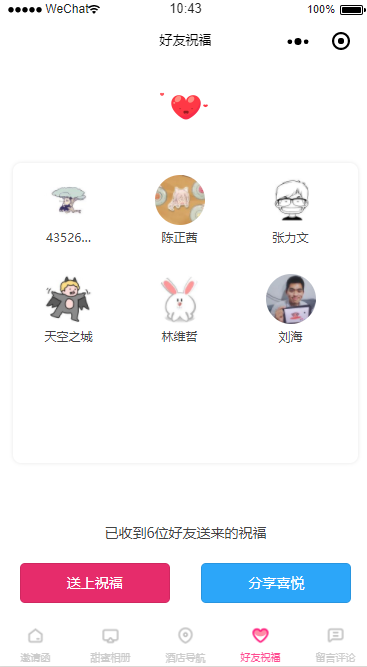 WeChat 10:43 100%
好友祝福
43526... 陈正茜 张力文
天空之城 林维哲 刘海
已收到6位好友送来的祝福
送上祝福 分享喜悦
邀请函 甜蜜相册 酒店导航 好友祝福 留言评论